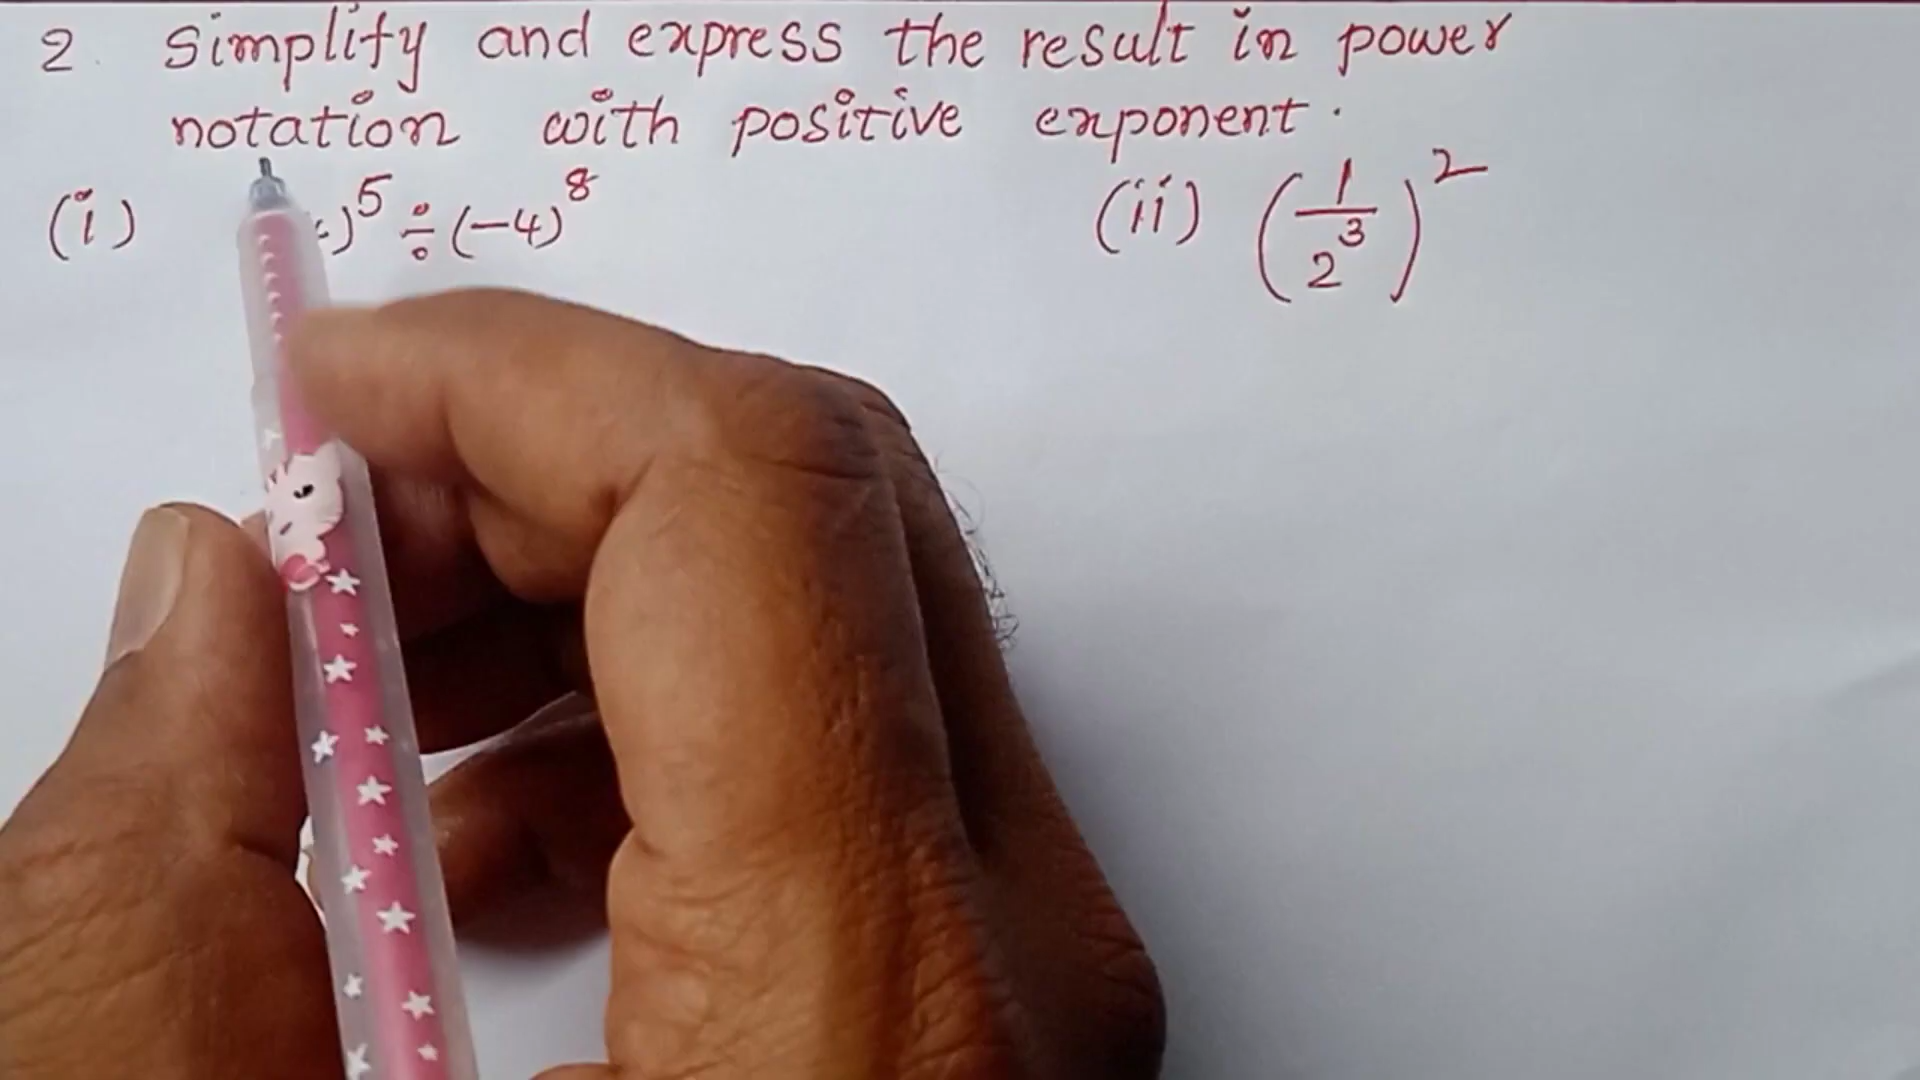 2. Simplify and express the result in power
notation with positive exponent.
(i) )^5 ÷ (-4)^8 (ii) (1/2^3)^2